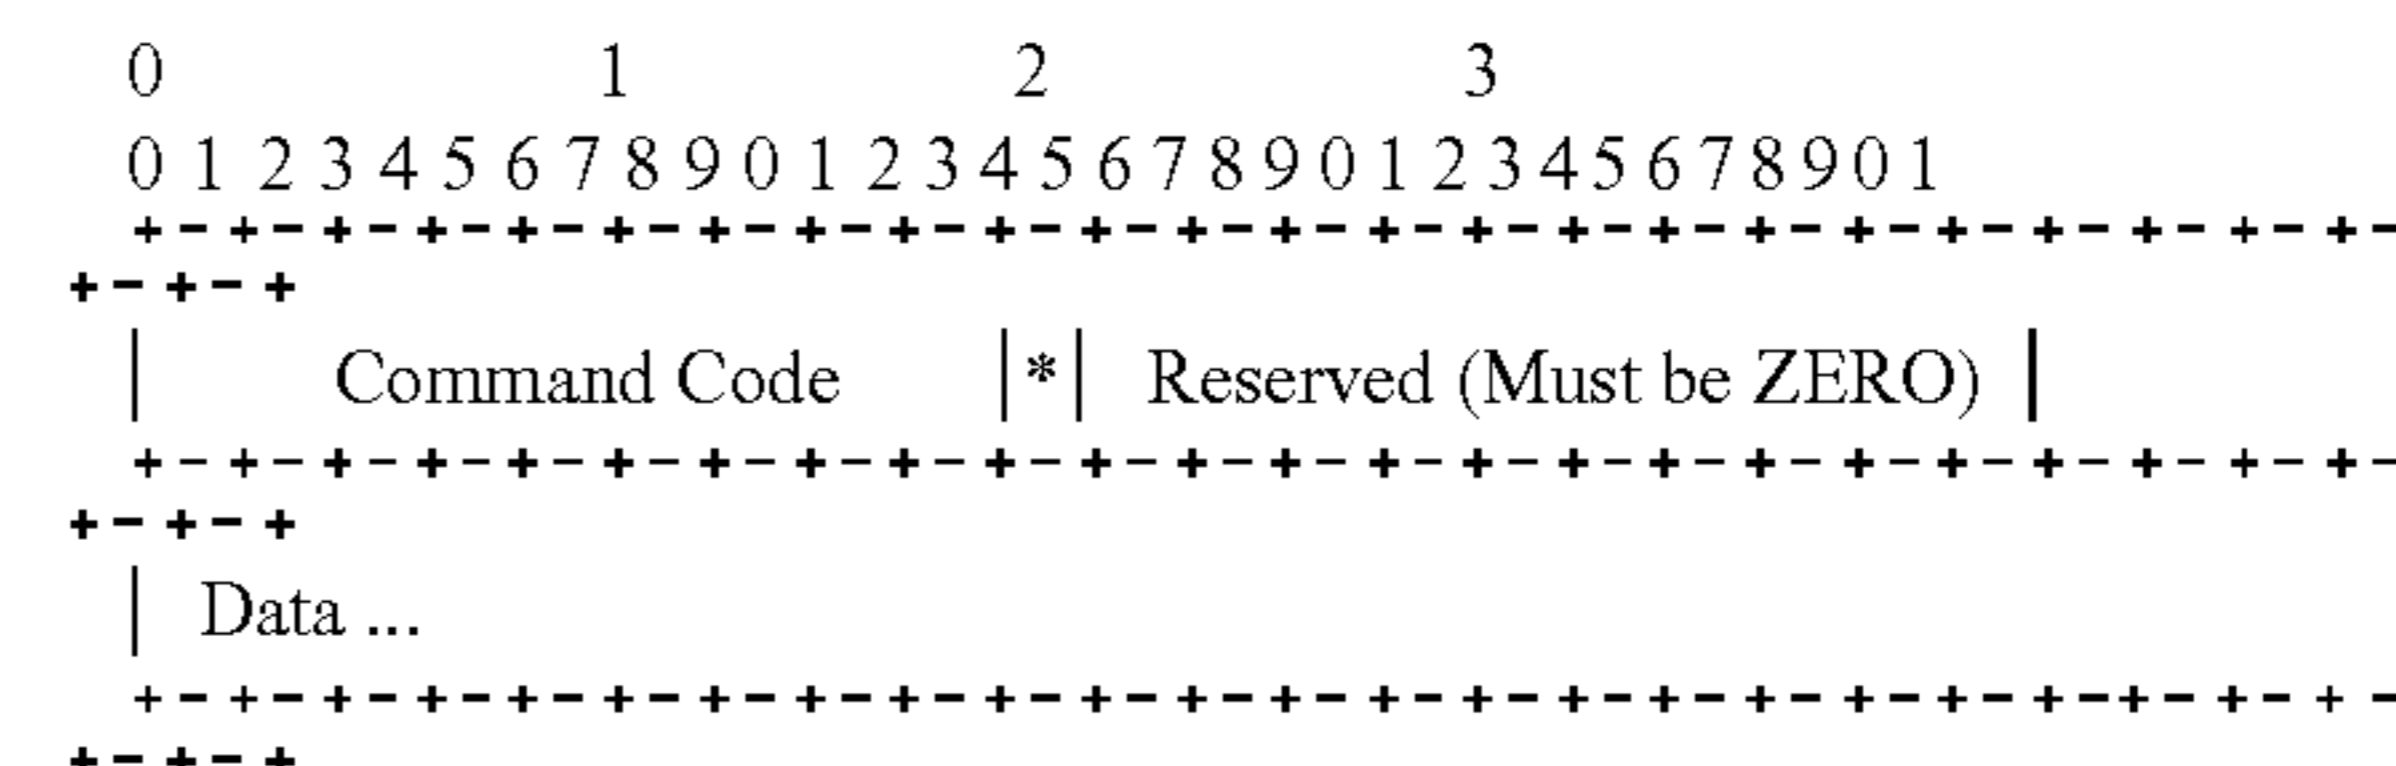 0 1 2 3
0 1 2 3 4 5 6 7 8 9 0 1 2 3 4 5 6 7 8 9 0 1 2 3 4 5 6 7 8 9 0 1
+-+-+-+-+-+-+-+-+-+-+-+-+-+-+-+-+-+-+-+-+-+-+-+-
+-+-+
| Command Code |*| Reserved (Must be ZERO) |
+-+-+-+-+-+-+-+-+-+-+-+-+-+-+-+-+-+-+-+-+-+-+-+-
+-+-+
| Data ...
+-+-+-+-+-+-+-+-+-+-+-+-+-+-+-+-+-+-+-+-+-+-+-+-
+-+-+